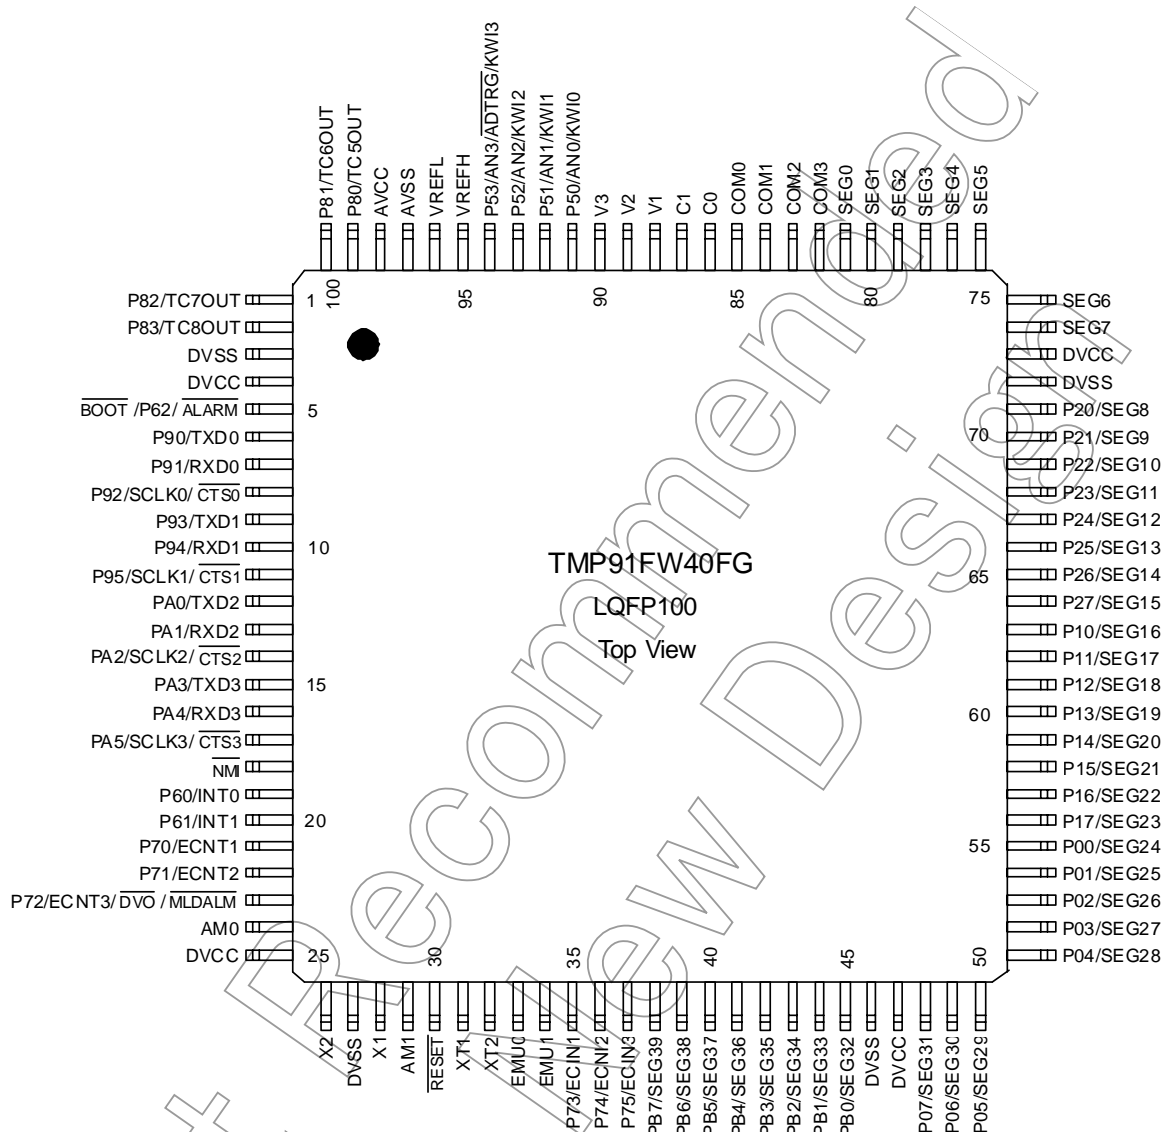 P81/TC6OUT
P80/TC5OUT
AVCC
AVSS
VREFL
VREFH
P53/AN3/ADTRG/KWI3
P52/AN2/KWI2
P51/AN1/KWI1
P50/AN0/KWI0
V3
V2
V1
C1
C0
COM0
COM1
COM2
COM3
SEG0
SEG1
SEG2
SEG3
SEG4
SEG5
100
95
90
85
80
75
P82/TC7OUT
P83/TC8OUT
DVSS
DVCC
BOOT /P62/ ALARM
P90/TXD0
P91/RXD0
P92/SCLK0/ CTS0
P93/TXD1
P94/RXD1
P95/SCLK1/ CTS1
PA0/TXD2
PA1/RXD2
PA2/SCLK2/ CTS2
PA3/TXD3
PA4/RXD3
PA5/SCLK3/ CTS3
NMI
P60/INT0
P61/INT1
P70/ECNT1
P71/ECNT2
P72/ECNT3/ DVO / MLDALM
AM0
DVCC
1
5
10
15
20
25
TMP91FW40FG
LQFP100
Top View
70
65
60
55
50
SEG6
SEG7
DVCC
DVSS
P20/SEG8
P21/SEG9
P22/SEG10
P23/SEG11
P24/SEG12
P25/SEG13
P26/SEG14
P27/SEG15
P10/SEG16
P11/SEG17
P12/SEG18
P13/SEG19
P14/SEG20
P15/SEG21
P16/SEG22
P17/SEG23
P00/SEG24
P01/SEG25
P02/SEG26
P03/SEG27
P04/SEG28
30
35
40
45
X2
DVSS
X1
AM1
RESET
XT1
XT2
EMU0
EMU1
P73/ECIN1
P74/ECNI2
P75/ECIN3
PB7/SEG39
PB6/SEG38
PB5/SEG37
PB4/SEG36
PB3/SEG35
PB2/SEG34
PB1/SEG33
PB0/SEG32
DVSS
DVCC
P07/SEG31
P06/SEG30
P05/SEG29
t Recommended
New Design